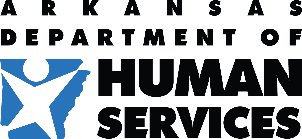 ARKANSAS
DEPARTMENT OF
HUMAN
SERVICES